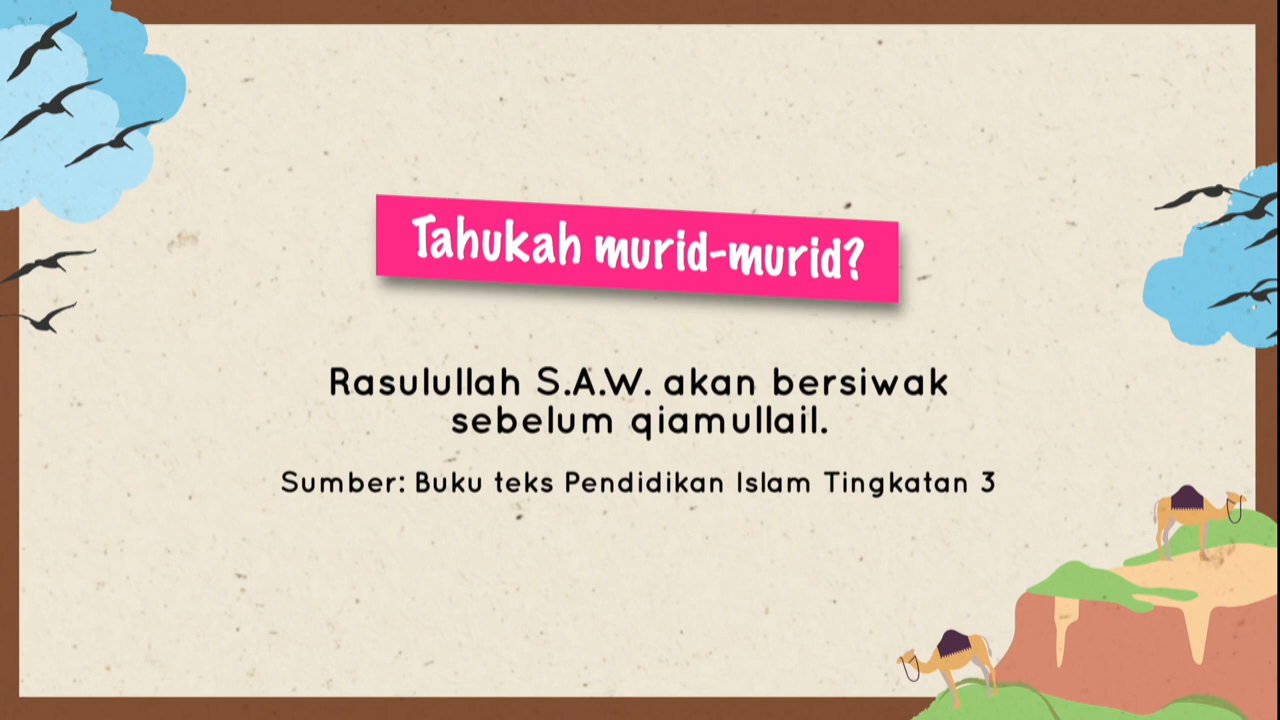 Tahukah murid-murid?
Rasulullah S.A.W. akan bersiwak
sebelum qiamullail.
Sumber: Buku teks Pendidikan Islam Tingkatan 3